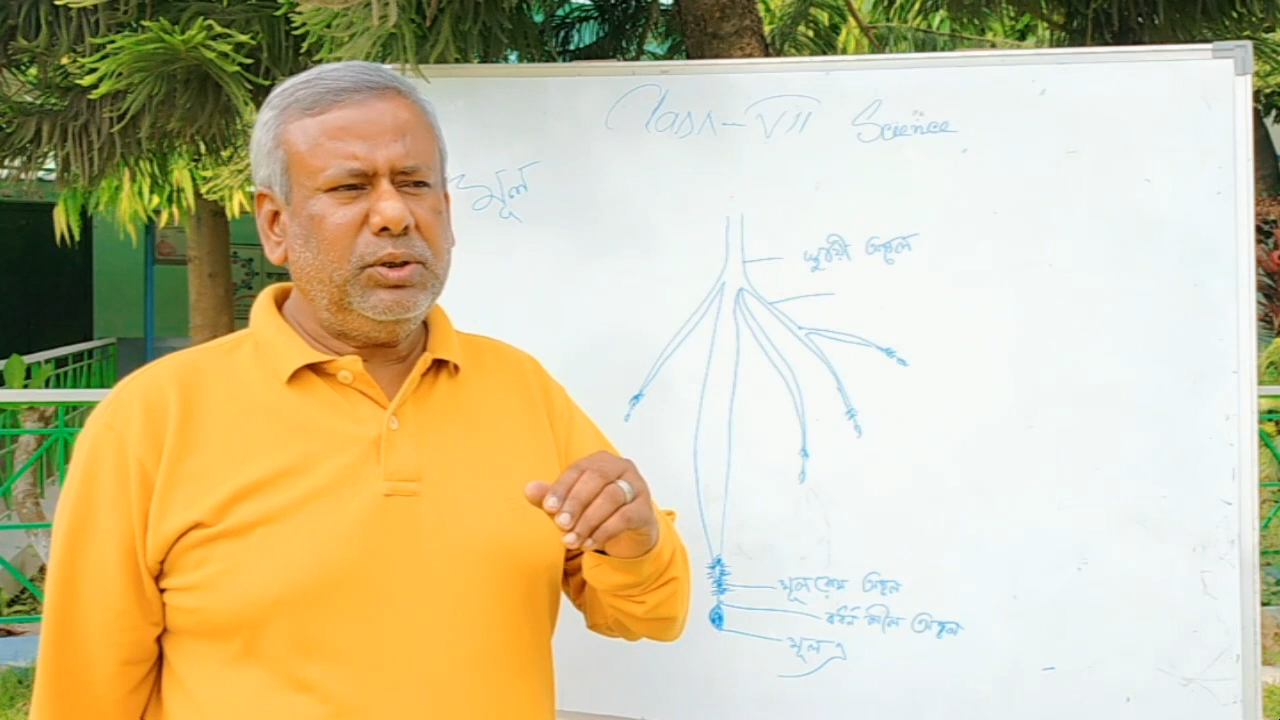 Class-VII Science
মূল
স্থায়ী অঞ্চল
মূলরোম অঞ্চল
বর্ধনশীল অঞ্চল
মূলত্র